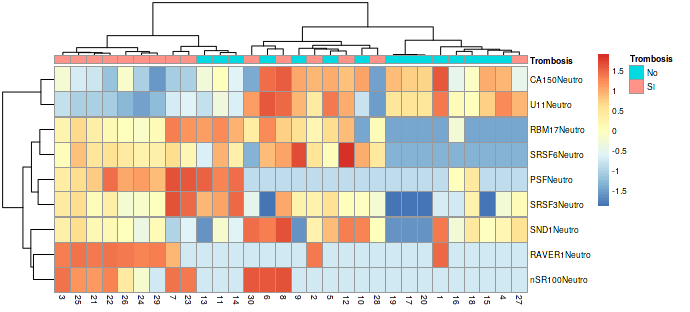 Trombosis
CA150Neutro
U11Neutro
RBM17Neutro
SRSF6Neutro
PSFNeutro
SRSF3Neutro
SND1Neutro
RAVER1Neutro
nSR100Neutro
3 25 21 22 26 24 29 7 23 13 11 14 30 6 8 9 2 5 12 10 28 19 17 20 1 16 18 15 4 27
1.5
1
0.5
0
-0.5
-1
-1.5
Trombosis
No
SI